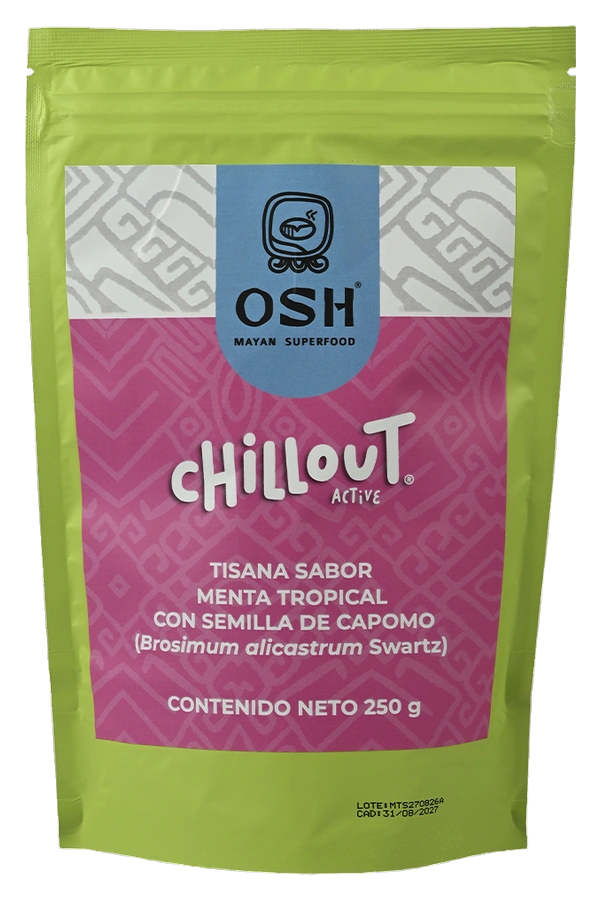 OSH®
MAYAN SUPERFOOD
CHILLOUT®
ACTIVE
TISANA SABOR
MENTA TROPICAL
CON SEMILLA DE CAPOMO
(Brosimum alicastrum Swartz)
CONTENIDO NETO 250 g
LOTE:MTS270826A
CAD:31/08/2027